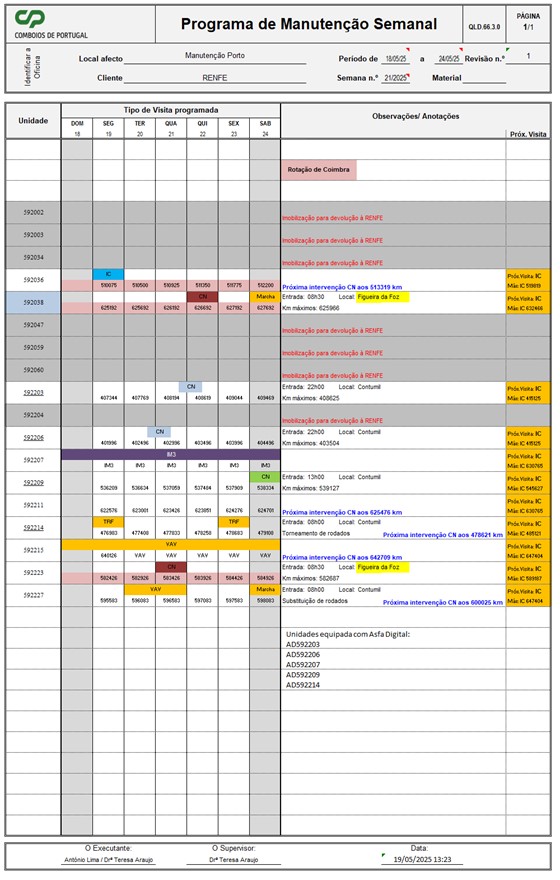 CP
COMBOIOS DE PORTUGAL
Programa de Manutenção Semanal
QLD.66.3.0
PÁGINA
1/1
Identificar a Oficina
Local afecto Manutenção Porto
Período de 18/05/25 a 24/05/25 Revisão n.º 1
Cliente RENFE
Semana n.º 21/2025 Material
Unidade
Tipo de Visita programada
Observações/ Anotações
Próx. Visita
DOM SEG TER QUA QUI SEX SAB
18 19 20 21 22 23 24
Rotação de Coimbra
592002 Imobilização para devolução à RENFE
592003 Imobilização para devolução à RENFE
592034 Imobilização para devolução à RENFE
592036 IC Próx.Visita: IC
510075 510500 510925 511350 511775 512200 Próxima intervenção CN aos 513319 km
592038 CN Marcha Entrada: 08h30 Local: Figueira da Foz Próx.Visita: IC
625192 625692 626192 626692 627192 627692 Km máximos: 625966 Máx: IC 632466
592047 Imobilização para devolução à RENFE
592059 Imobilização para devolução à RENFE
592060 Imobilização para devolução à RENFE
592203 CN Entrada: 22h00 Local: Contumil Próx.Visita: IC
407344 407769 408194 408619 409044 409469 Km máximos: 408625 Máx: IC 415125
592204 Imobilização para devolução à RENFE
592206 CN Entrada: 22h00 Local: Contumil Próx.Visita: IC
401996 402496 402996 403496 403996 404496 Km máximos: 403504 Máx: IC 415125
592207 IM3 Próx.Visita: IC
IM3 IM3 IM3 IM3 IM3 IM3 Máx: IC 630765
592209 CN Entrada: 13h00 Local: Contumil Próx.Visita: IC
536209 536634 537059 537484 537909 538334 Km máximos: 539127 Máx: IC 545627
592211 Próx.Visita: IC
622576 623001 623426 623851 624276 624701 Próxima intervenção CN aos 625476 km Máx: IC 630765
592214 TRF TRF Entrada: 08h00 Local: Contumil Próx.Visita: IC
476983 477408 477833 478258 478683 479108 Torneamento de rodados Próxima intervenção CN aos 478621 km Máx: IC 485121
592215 VAV Próx.Visita: IC
640126 VAV VAV VAV VAV VAV Próxima intervenção CN aos 642709 km Máx: IC 647404
592223 CN Entrada: 08h30 Local: Figueira da Foz Próx.Visita: IC
582426 582926 583426 583926 584426 584926 Km máximos: 582687 Máx: IC 589187
592227 VAV Marcha Entrada: 08h00 Local: Contumil Próx.Visita: IC
595583 596083 596583 597083 597583 598083 Substituição de rodados Próxima intervenção CN aos 600025 km Máx: IC 647404
Unidades equipada com Asfa Digital:
AD592203
AD592206
AD592207
AD592209
AD592214
O Executante: O Supervisor: Data:
António Lima / Drª Teresa Araujo Drª Teresa Araujo 19/05/2025 13:23